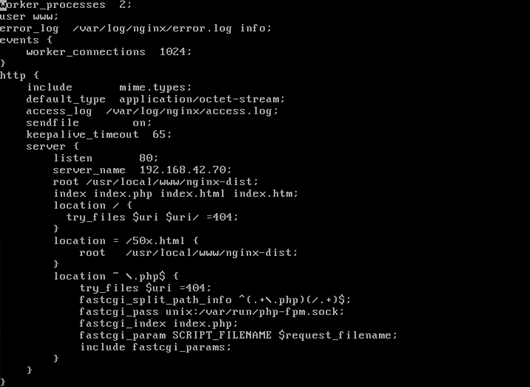 worker_processes  2;
user www;
error_log  /var/log/nginx/error.log info;
events {
    worker_connections  1024;
}
http {
    include       mime.types;
    default_type  application/octet-stream;
    access_log  /var/log/nginx/access.log;
    sendfile        on;
    keepalive_timeout  65;
    server {
        listen       80;
        server_name  192.168.42.70;
        root /usr/local/www/nginx-dist;
        index index.php index.html index.htm;
        location / {
          try_files $uri $uri/ =404;
        }
        location = /50x.html {
            root   /usr/local/www/nginx-dist;
        }
        location ~ \.php$ {
            try_files $uri =404;
            fastcgi_split_path_info ^(.+\.php)(/.+)$;
            fastcgi_pass unix:/var/run/php-fpm.sock;
            fastcgi_index index.php;
            fastcgi_param SCRIPT_FILENAME $request_filename;
            include fastcgi_params;
        }
    }
}